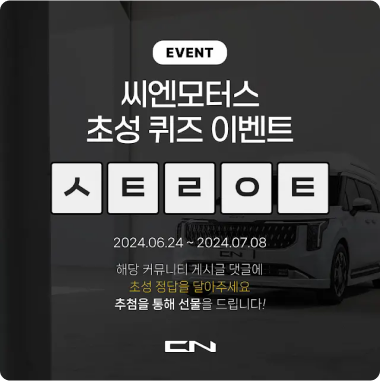 EVENT
씨엔모터스
초성 퀴즈 이벤트
ㅅㅌㄹㅇㅌ
2024.06.24 ~ 2024.07.08
해당 커뮤니티 게시글 댓글에
초성 정답을 달아주세요
추첨을 통해 선물을 드립니다!
CN